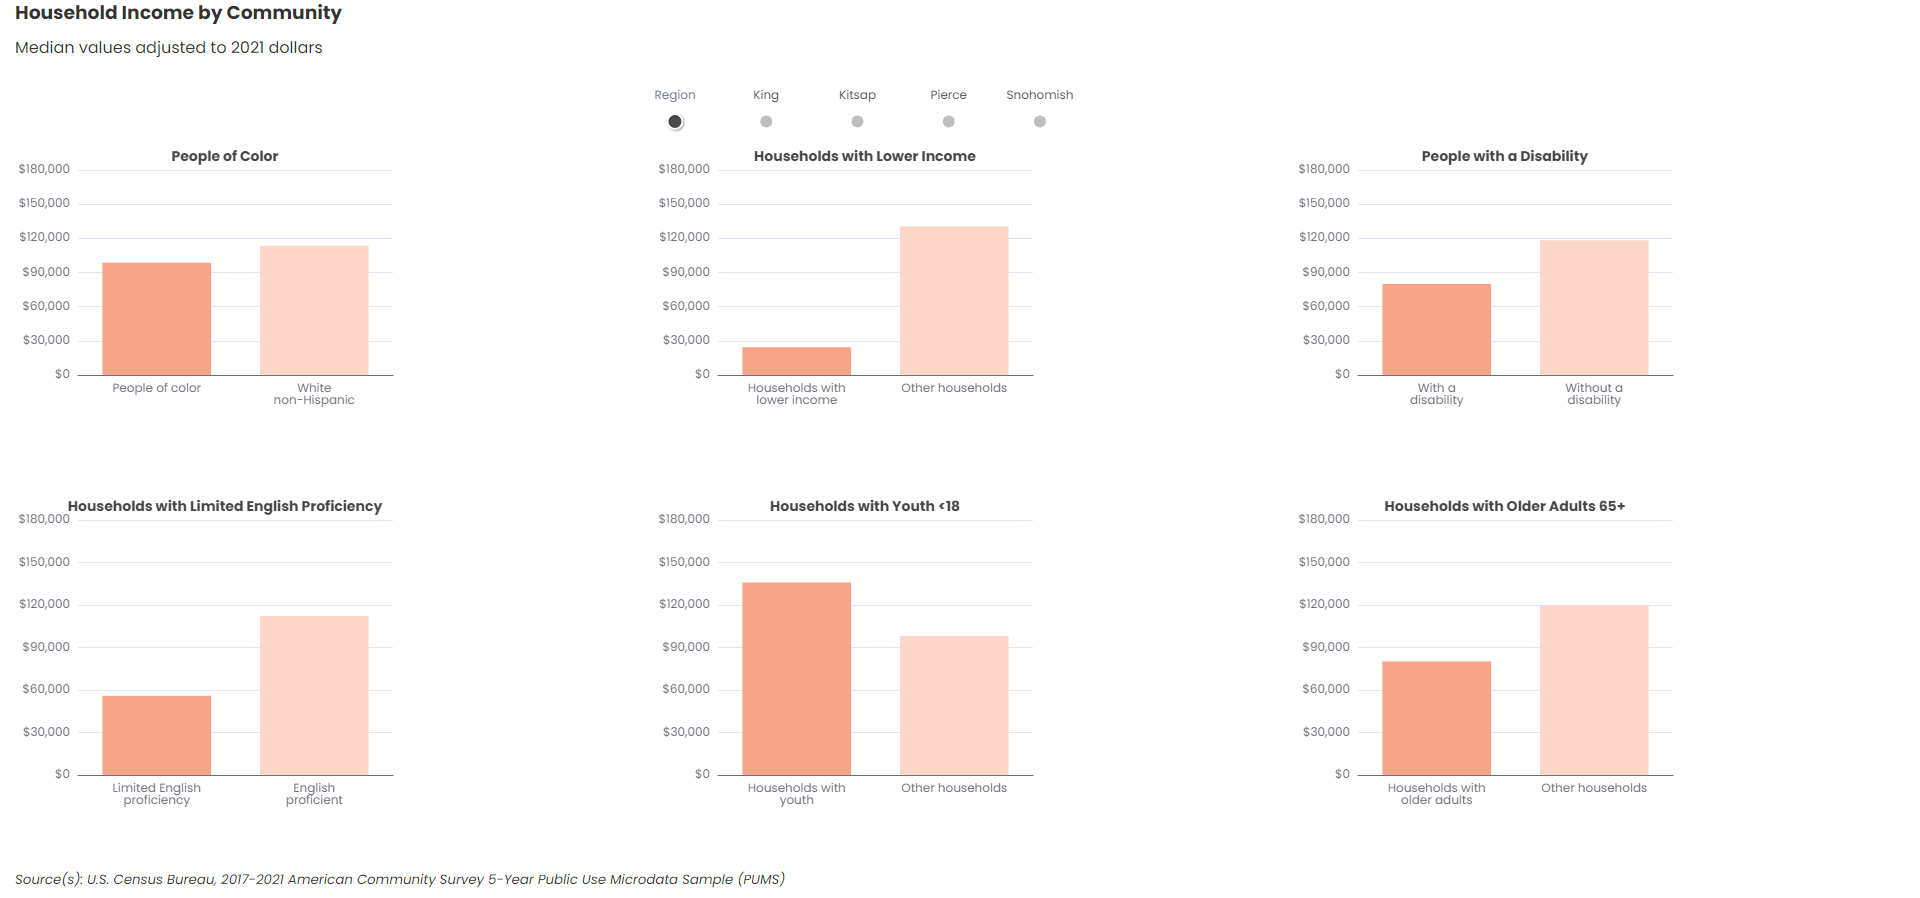 Household Income by Community
Median values adjusted to 2021 dollars
Region King Kitsap Pierce Snohomish
People of Color
$180,000
$150,000
$120,000
$90,000
$60,000
$30,000
$0
People of color
White
non-Hispanic
Households with Lower Income
$180,000
$150,000
$120,000
$90,000
$60,000
$30,000
$0
Households with
lower income
Other households
People with a Disability
$180,000
$150,000
$120,000
$90,000
$60,000
$30,000
$0
With a
disability
Without a
disability
Households with Limited English Proficiency
$180,000
$150,000
$120,000
$90,000
$60,000
$30,000
$0
Limited English
proficiency
English
proficient
Households with Youth <18
$180,000
$150,000
$120,000
$90,000
$60,000
$30,000
$0
Households with
youth
Other households
Households with Older Adults 65+
$180,000
$150,000
$120,000
$90,000
$60,000
$30,000
$0
Households with
older adults
Other households
Source(s): U.S. Census Bureau, 2017-2021 American Community Survey 5-Year Public Use Microdata Sample (PUMS)